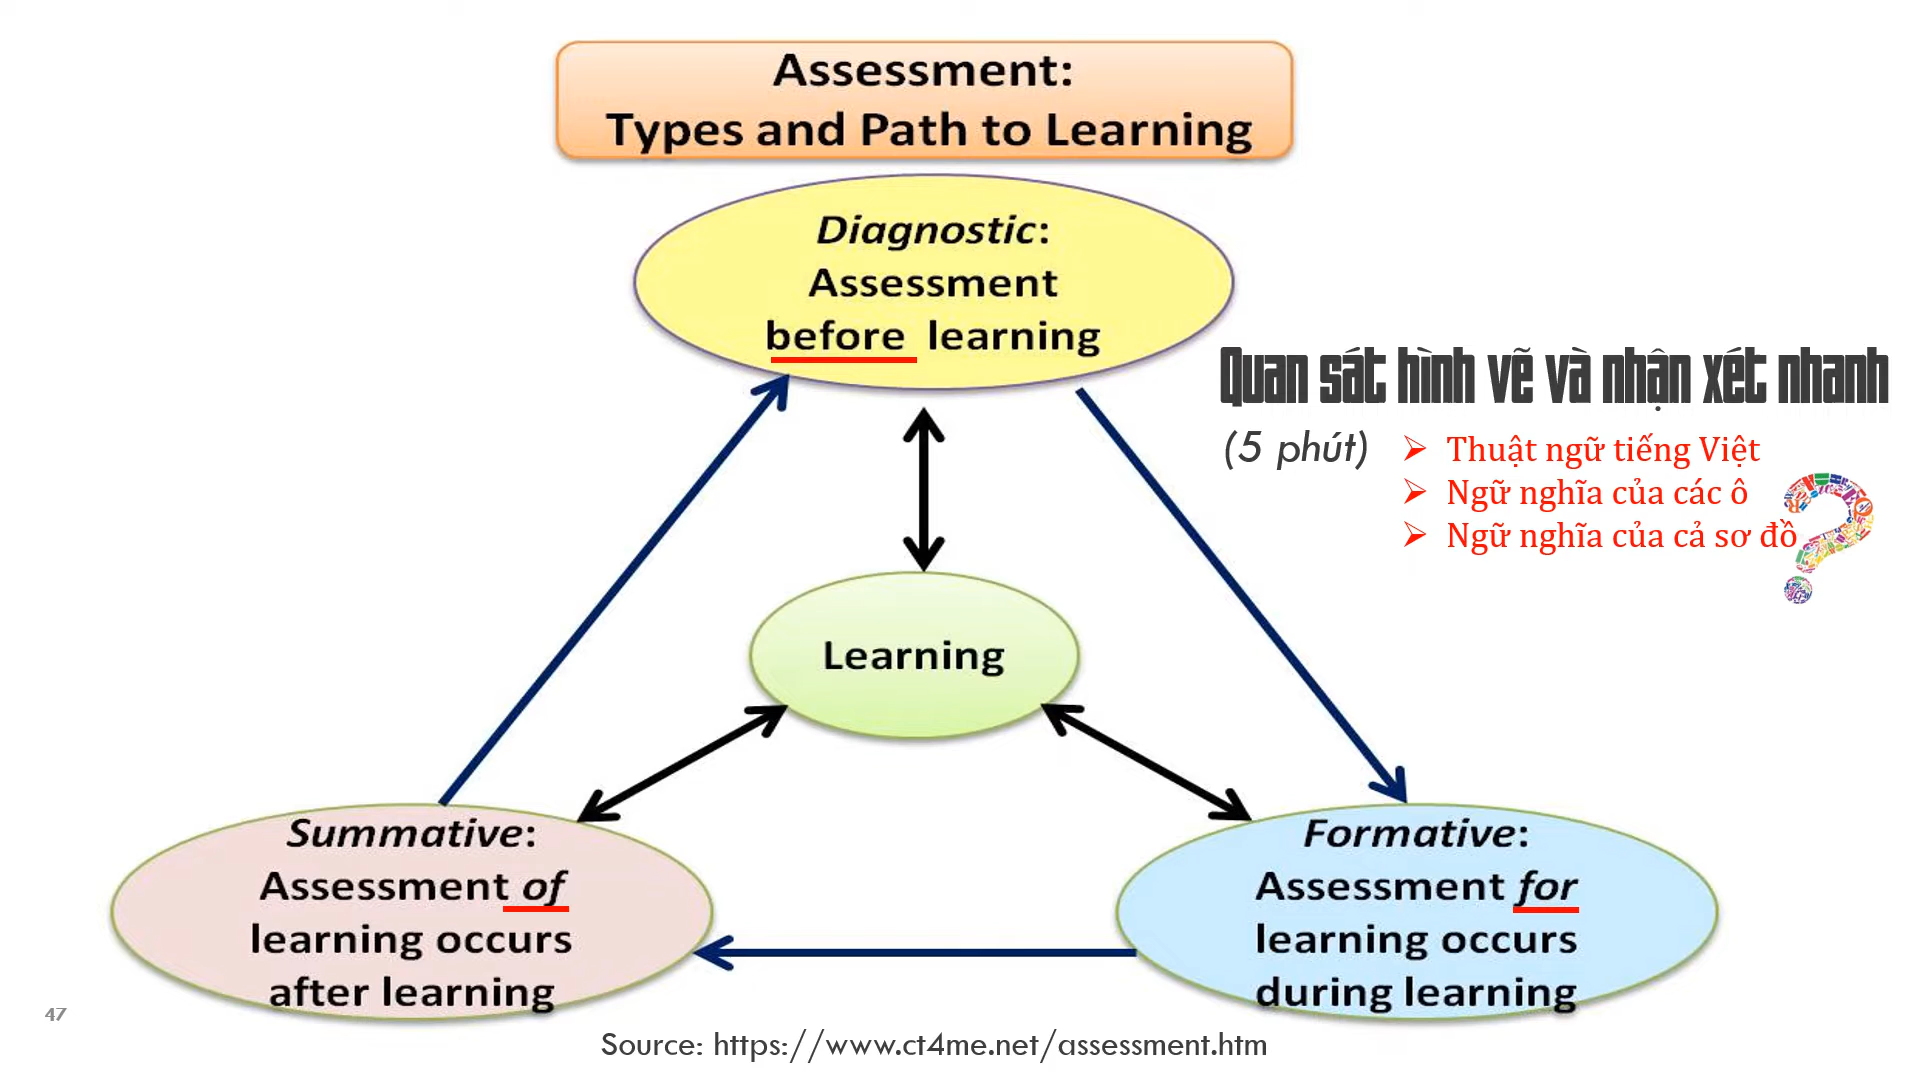 Assessment:
Types and Path to Learning
Diagnostic:
Assessment
before learning
Quan sát hình vẽ và nhận xét nhanh
(5 phút)
➢ Thuật ngữ tiếng Việt
➢ Ngữ nghĩa của các ô
➢ Ngữ nghĩa của cả sơ đồ
Learning
Summative:
Assessment of
learning occurs
after learning
Formative:
Assessment for
learning occurs
during learning
47
Source: https://www.ct4me.net/assessment.htm